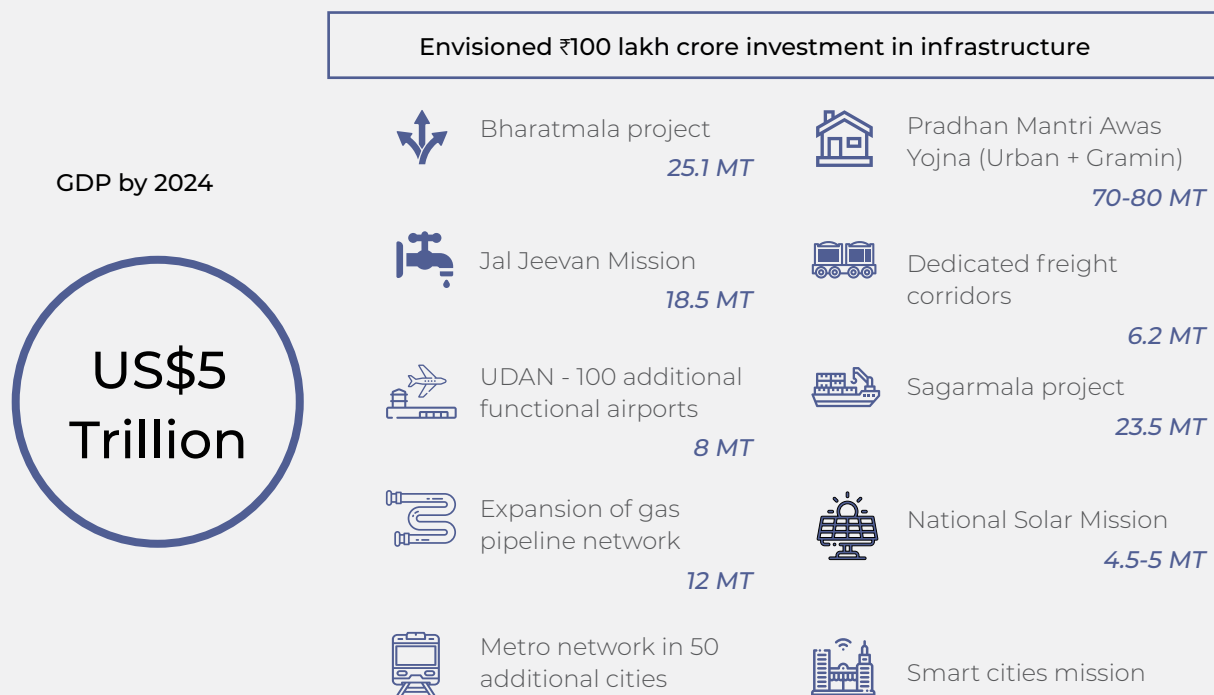 Envisioned ₹100 lakh crore investment in infrastructure
GDP by 2024
US$5
Trillion
Bharatmala project
25.1 MT
Pradhan Mantri Awas
Yojna (Urban + Gramin)
70-80 MT
Jal Jeevan Mission
18.5 MT
Dedicated freight
corridors
6.2 MT
UDAN - 100 additional
functional airports
8 MT
Sagarmala project
23.5 MT
Expansion of gas
pipeline network
12 MT
National Solar Mission
4.5-5 MT
Metro network in 50
additional cities
Smart cities mission